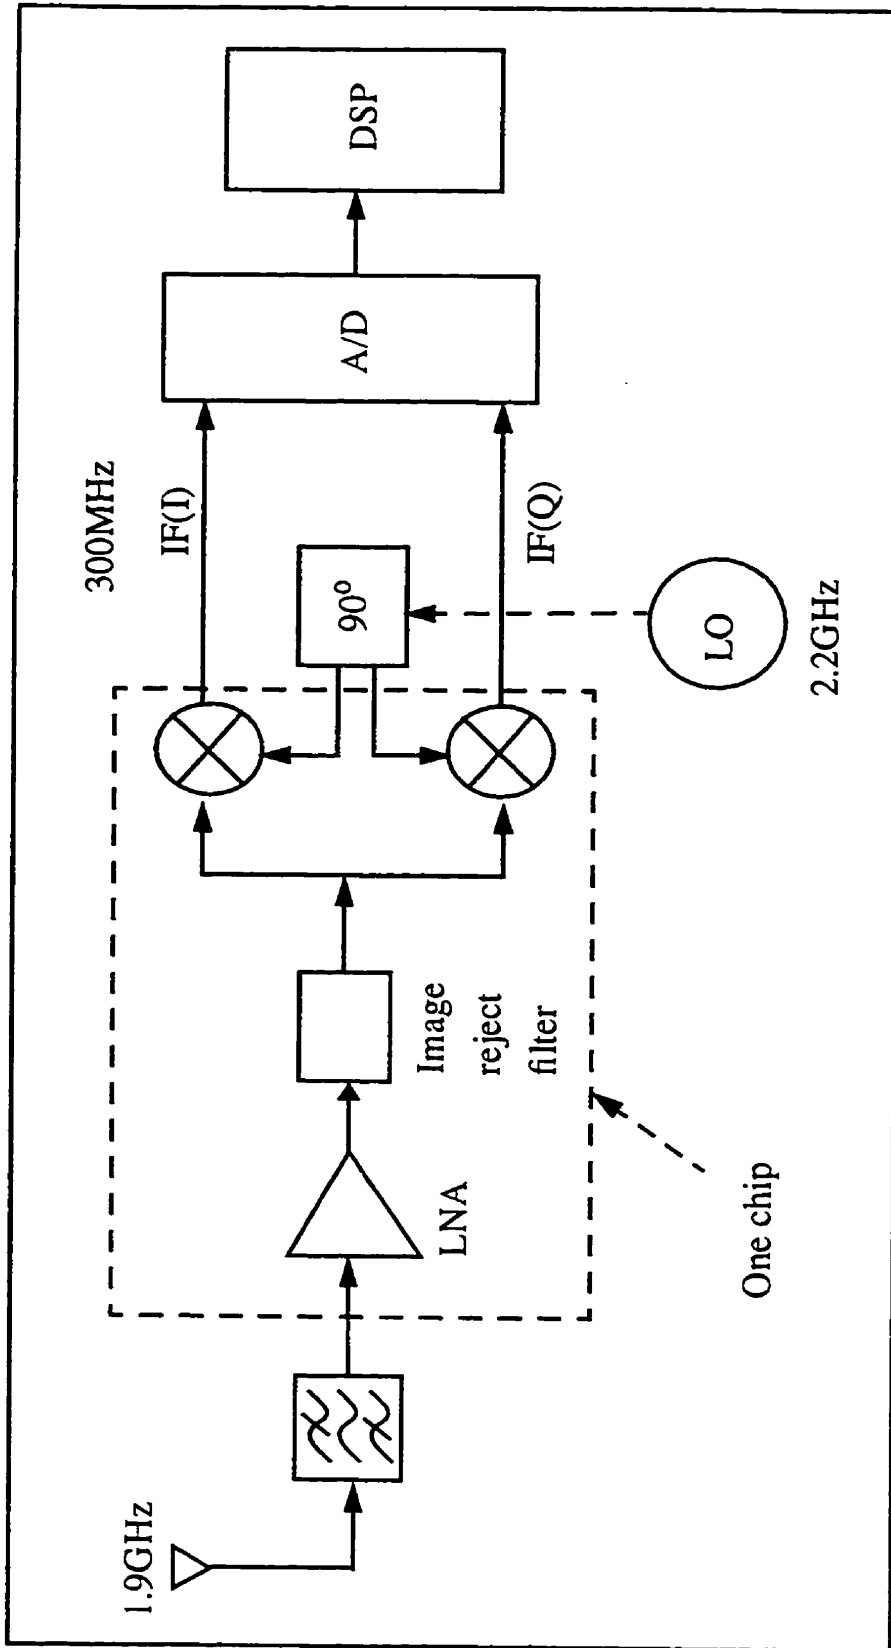 1.9GHz
LNA
Image
reject
filter
One chip
300MHz
IF(I)
90°
IF(Q)
LO
2.2GHz
A/D
DSP